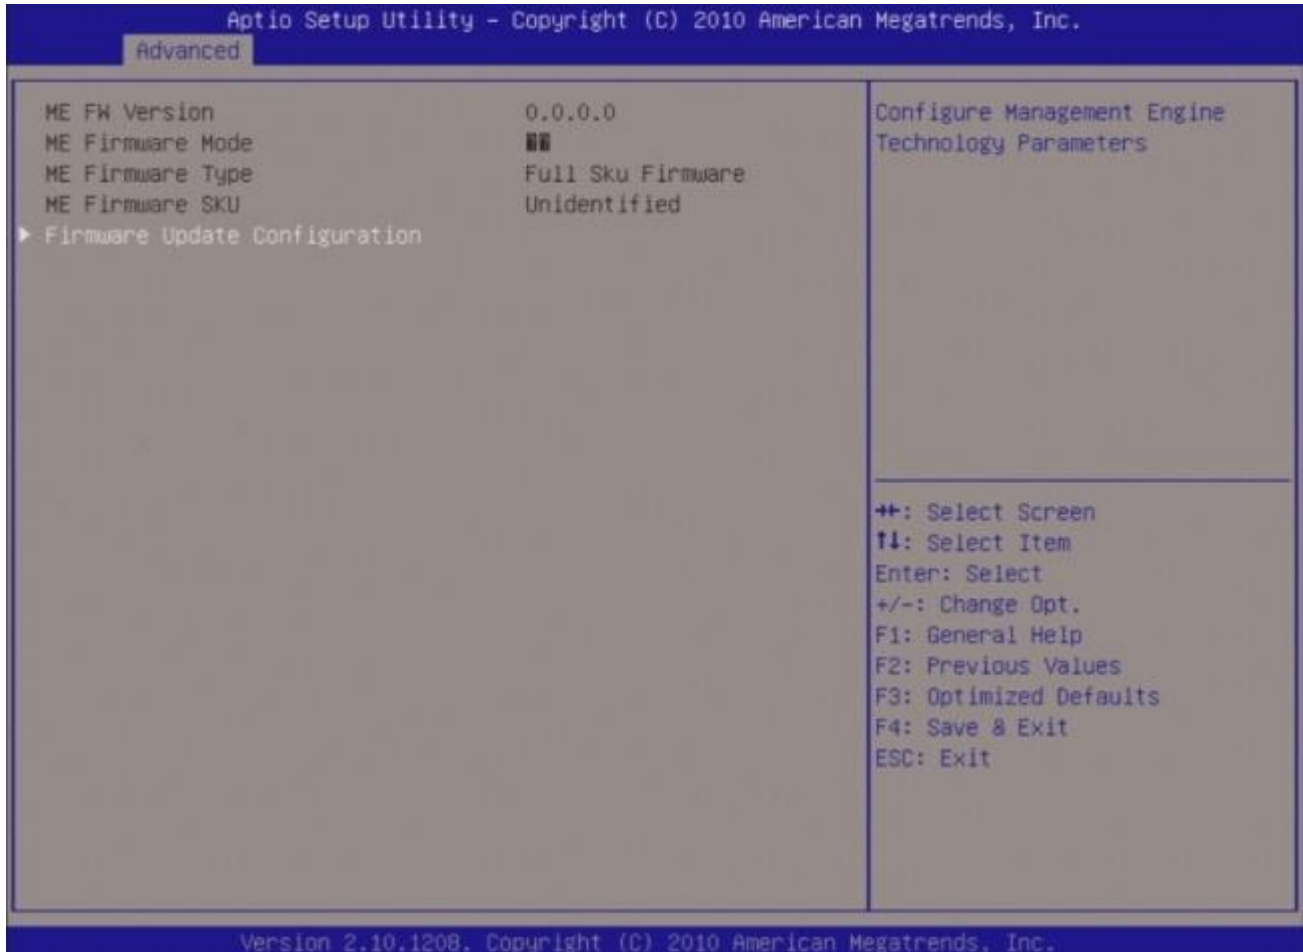 Aptio Setup Utility – Copyright (C) 2010 American Megatrends, Inc.
Advanced
ME FW Version 0.0.0.0
ME Firmware Mode
ME Firmware Type Full Sku Firmware
ME Firmware SKU Unidentified
▶ Firmware Update Configuration
Configure Management Engine
Technology Parameters
→←: Select Screen
↑↓: Select Item
Enter: Select
+/-: Change Opt.
F1: General Help
F2: Previous Values
F3: Optimized Defaults
F4: Save & Exit
ESC: Exit
Version 2.10.1208. Copyright (C) 2010 American Megatrends, Inc.